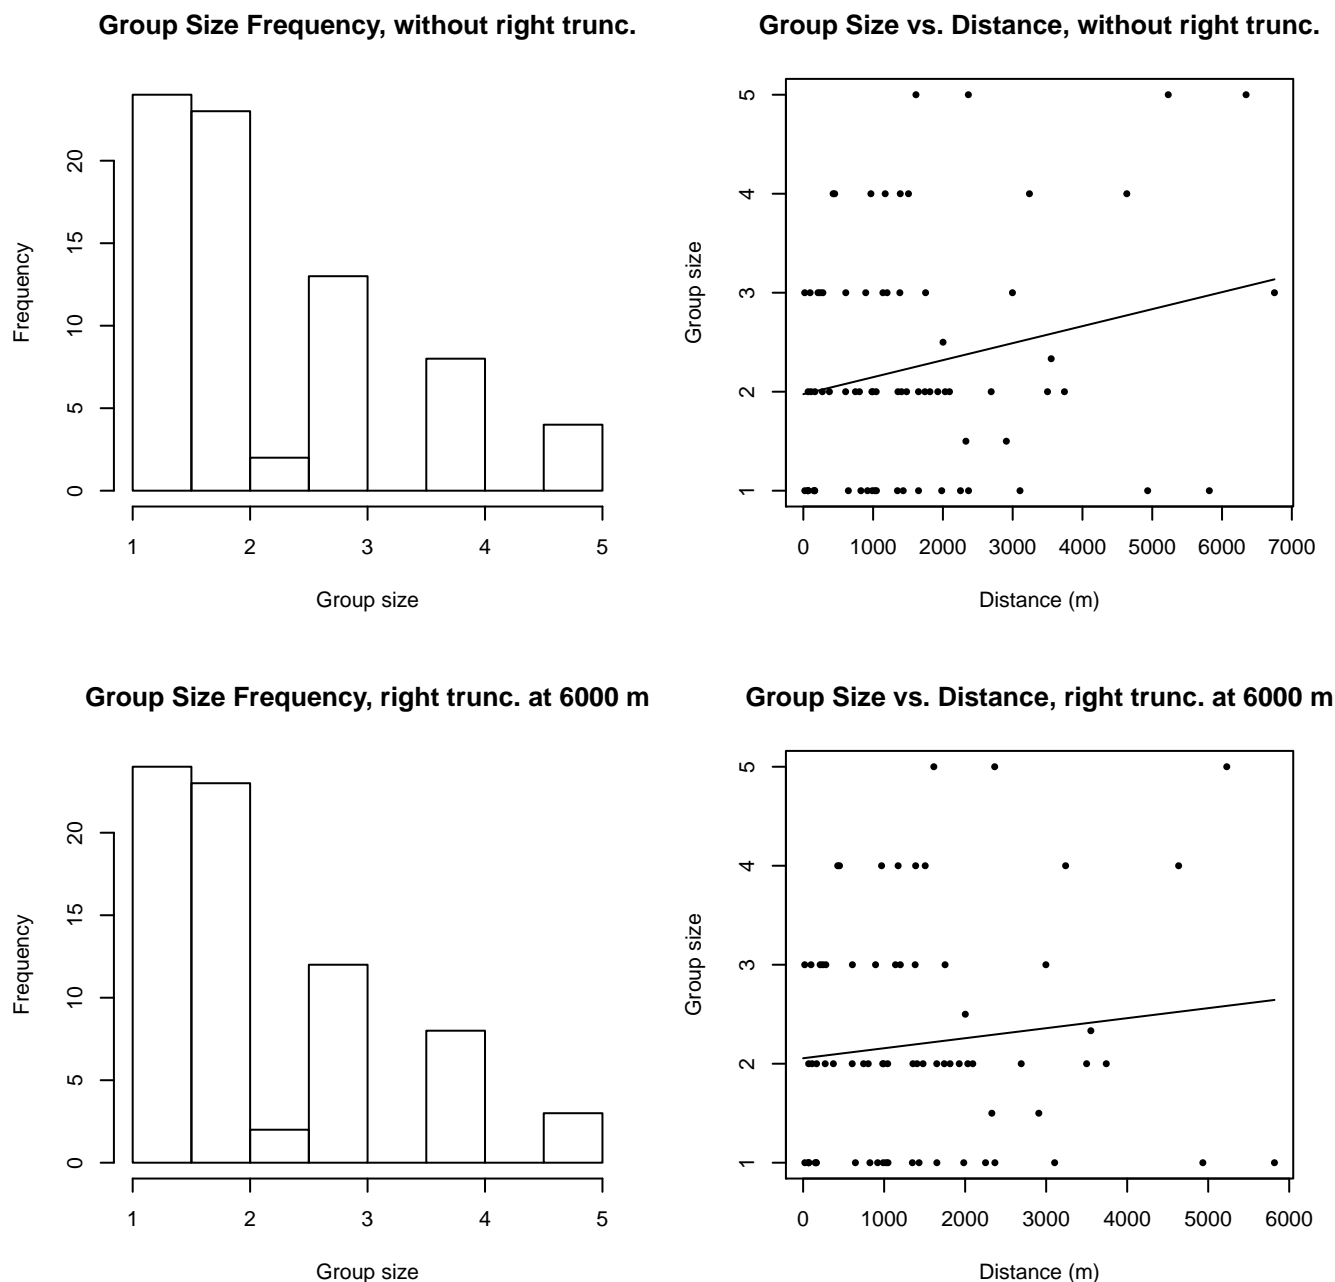 Group Size Frequency, without right trunc.
Frequency
0 5 10 15 20
1 2 3 4 5
Group size
Group Size vs. Distance, without right trunc.
Group size
1 2 3 4 5
0 1000 2000 3000 4000 5000 6000 7000
Distance (m)
Group Size Frequency, right trunc. at 6000 m
Frequency
0 5 10 15 20
1 2 3 4 5
Group size
Group Size vs. Distance, right trunc. at 6000 m
Group size
1 2 3 4 5
0 1000 2000 3000 4000 5000 6000
Distance (m)